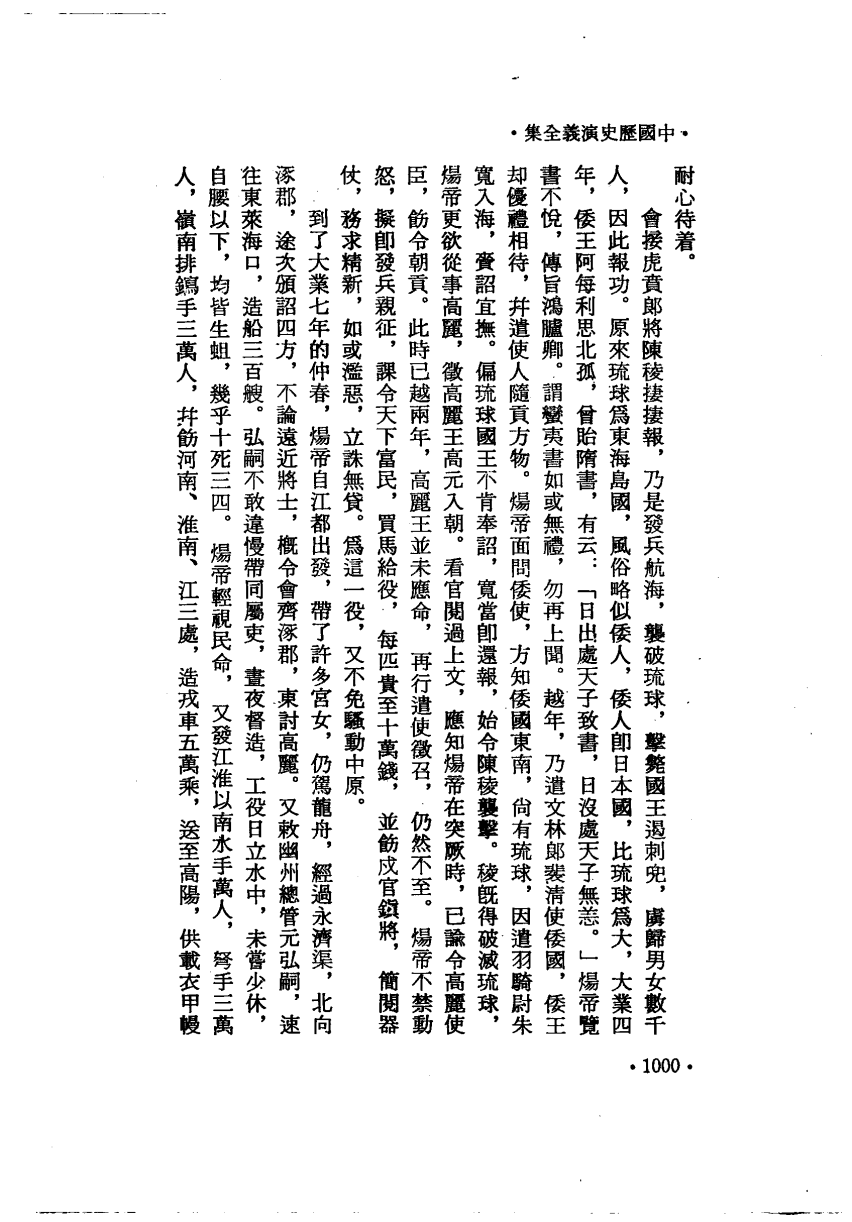 ·中國歷史演義全集·
耐心待着。
會接虎賁郎將陳稜捷捷報，乃是發兵航海，襲破琉球，擊斃國王遏刺兜，虜歸男女數千
人，因此報功。原來琉球爲東海島國，風俗略似倭人，倭人卽日本國，比琉球爲大，大業四
年，倭王阿每利思北孤，曾貽隋書，有云：「日出處天子致書，日沒處天子無恙。」煬帝覽
書不悅，傳旨鴻臚卿。謂蠻夷書如或無禮，勿再上聞。越年，乃遣文林郎裴清使倭國，倭王
却優禮相待，幷遣使人隨貢方物。煬帝面問倭使，方知倭國東南，尙有琉球，因遣羽騎尉朱
寬入海，賫詔宜撫。偏琉球國王不肯奉詔，寬當卽還報，始令陳稜襲擊。稜旣得破滅琉球，
煬帝更欲從事高麗，徵高麗王高元入朝。看官閱過上文，應知煬帝在突厥時，已諭令高麗使
臣，飭令朝貢。此時已越兩年，高麗王並未應命，再行遣使徵召，仍然不至。煬帝不禁動
怒，擬卽發兵親征，課令天下富民，買馬給役，每匹貴至十萬錢，並飭戍官鎭將，簡閱器
仗，務求精新，如或濫惡，立誅無貸。爲這一役，又不免騷動中原。
到了大業七年的仲春，煬帝自江都出發，帶了許多宮女，仍駕龍舟，經過永濟渠，北向
涿郡，途次頒詔四方，不論遠近將士，概令會齊涿郡，東討高麗。又敕幽州總管元弘嗣，速
往東萊海口，造船三百艘。弘嗣不敢違慢帶同屬吏，晝夜督造，工役日立水中，未嘗少休，
自腰以下，均皆生蛆，幾乎十死三四。煬帝輕視民命，又發江淮以南水手萬人，弩手三萬
人，嶺南排鑹手三萬人，幷飭河南、淮南、江三處，造戎車五萬乘，送至高陽，供載衣甲幔
·1000·